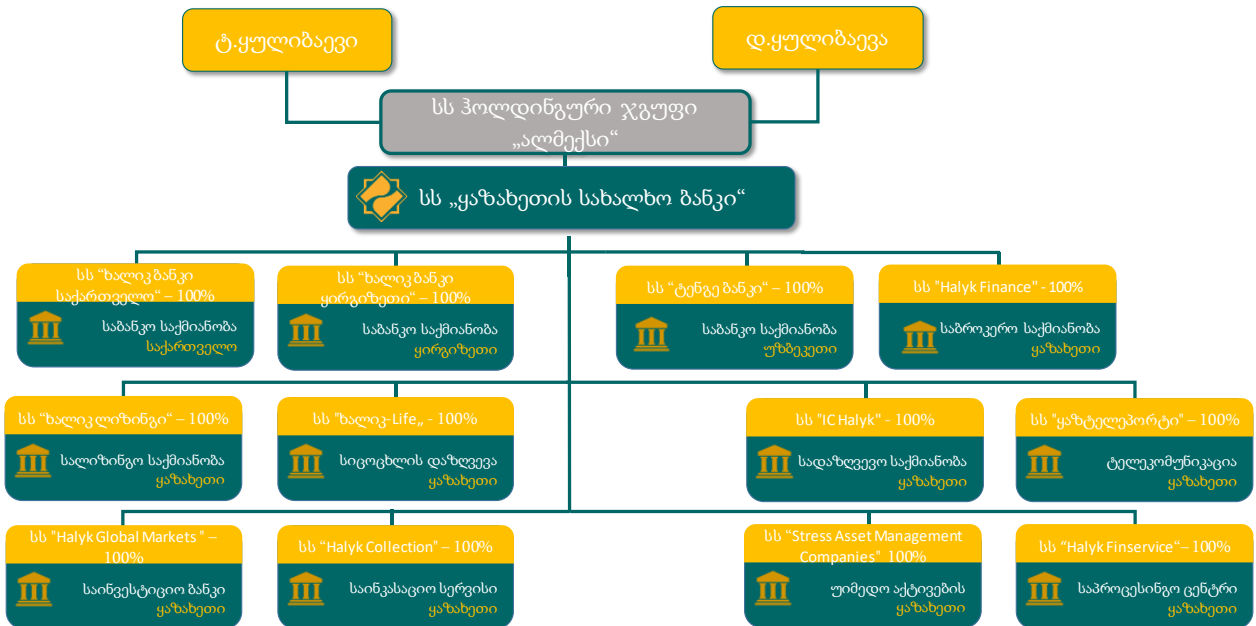 ტ.ყულიბაევი
დ.ყულიბაევა
სს ჰოლდინგური ჯგუფი
„ალმექსი“
სს „ყაზახეთის სახალხო ბანკი“
სს “ხალიკ ბანკი
საქართველო“ – 100%
საბანკო საქმიანობა
საქართველო
სს “ხალიკ ბანკი
ყირგიზეთი“ – 100%
საბანკო საქმიანობა
ყირგიზეთი
სს “ტენგე ბანკი“ – 100%
საბანკო საქმიანობა
უზბეკეთი
სს "Halyk Finance" - 100%
საბროკერო საქმიანობა
ყაზახეთი
სს “ხალიკ ლიზინგი“ – 100%
სალიზინგო საქმიანობა
ყაზახეთი
სს "ხალიკ-Life„ - 100%
სიცოცხლის დაზღვევა
ყაზახეთი
სს "IC Halyk" - 100%
სადაზღვევო საქმიანობა
ყაზახეთი
სს "ყაზტელეპორტი" – 100%
ტელეკომუნიკაცია
ყაზახეთი
სს "Halyk Global Markets " –
100%
საინვესტიციო ბანკი
ყაზახეთი
სს “Halyk Collection” – 100%
საინკასაციო სერვისი
ყაზახეთი
სს “Stress Asset Management
Companies" 100%
უიმედო აქტივების
ყაზახეთი
სს “Halyk Finservice“– 100%
საპროცესინგო ცენტრი
ყაზახეთი